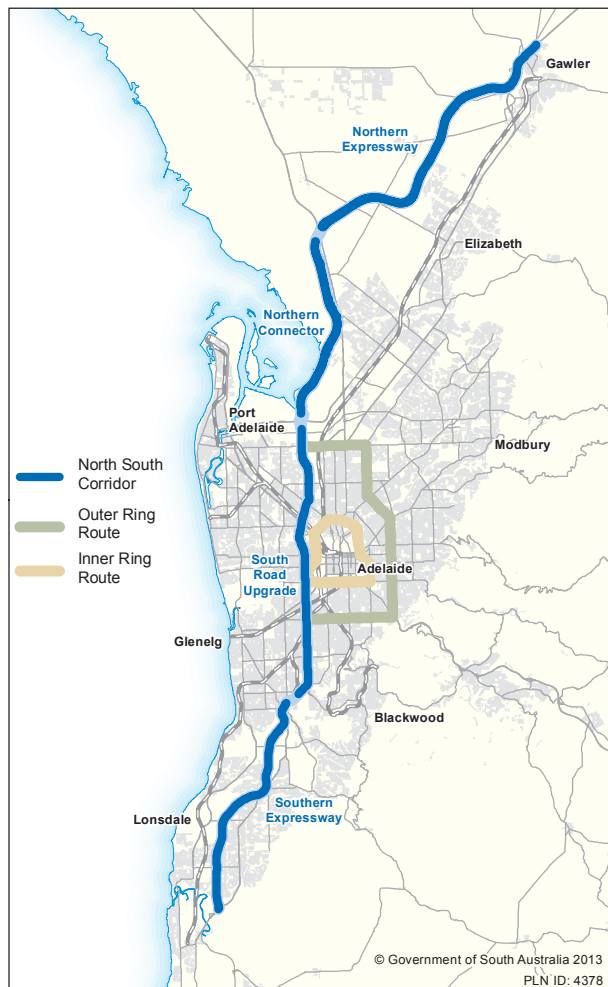 Gawler
Northern
Expressway
Elizabeth
Northern
Connector
Port
Adelaide
Modbury
North South
Corridor
Outer Ring
Route
Inner Ring
Route
South
Road
Upgrade
Adelaide
Glenelg
Blackwood
Lonsdale
Southern
Expressway
© Government of South Australia 2013
PLN ID: 4378